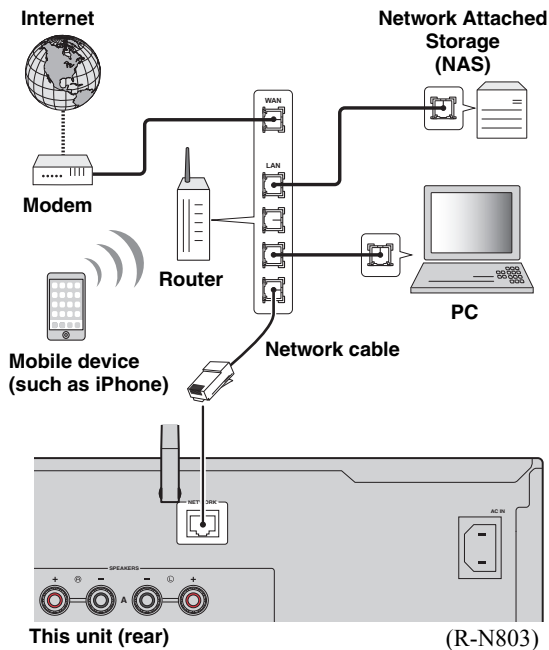 Internet
Network Attached
Storage
(NAS)
WAN
LAN
Modem
Router
PC
Mobile device
(such as iPhone)
Network cable
NETWORK
AC IN
SPEAKERS
+ R - - L +
A
This unit (rear)
(R-N803)